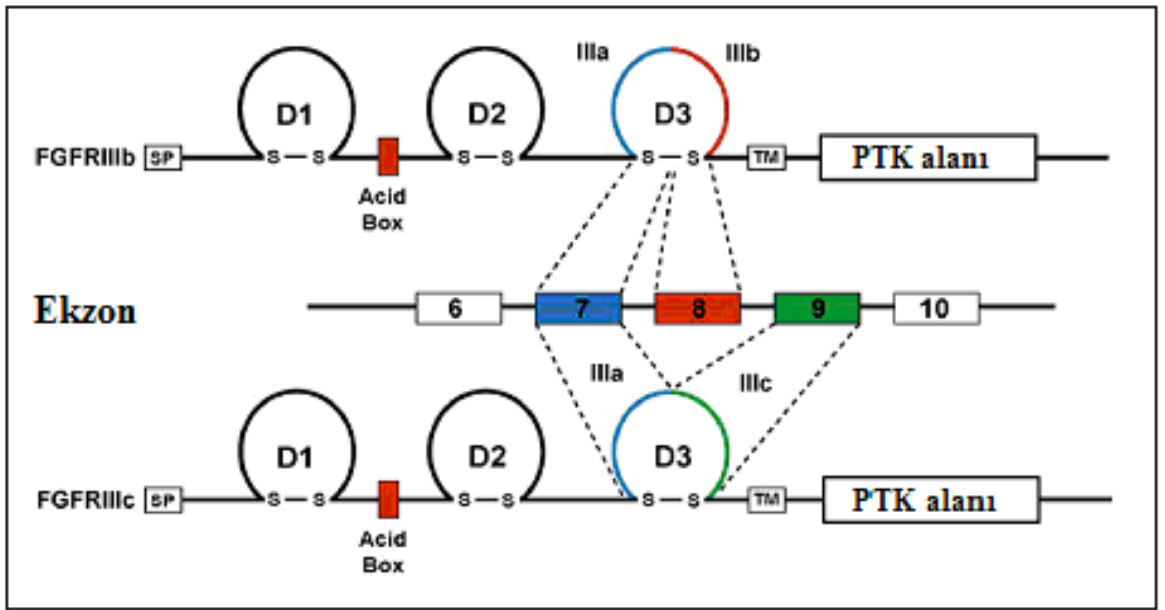 IIIa IIIb
D1 D2 D3
FGFRIIIb SP S S S S S S TM PTK alanı
Acid
Box
Ekzon 6 7 8 9 10
IIIa IIIc
D1 D2 D3
FGFRIIIc SP S S S S S S TM PTK alanı
Acid
Box